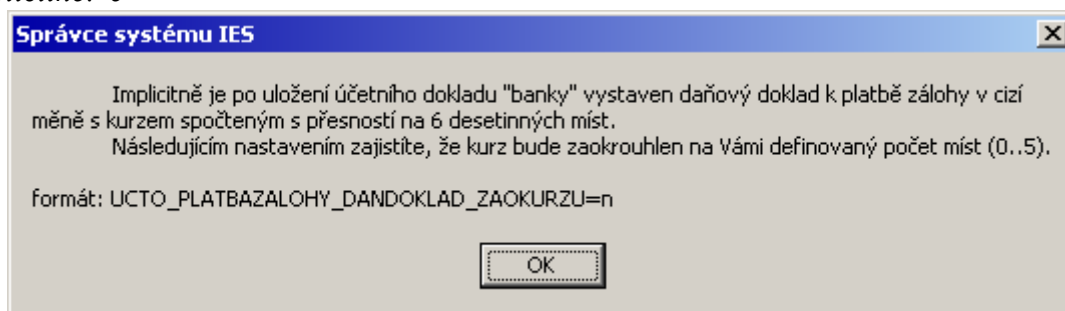 Správce systému IES
Implicitně je po uložení účetního dokladu "banky" vystaven daňový doklad k platbě zálohy v cizí
měně s kurzem spočteným s přesností na 6 desetinných míst.
Následujícím nastavením zajistíte, že kurz bude zaokrouhlen na Vámi definovaný počet míst (0..5).
formát: UCTO_PLATBAZALOHY_DANDOKLAD_ZAOKURZU=n
OK